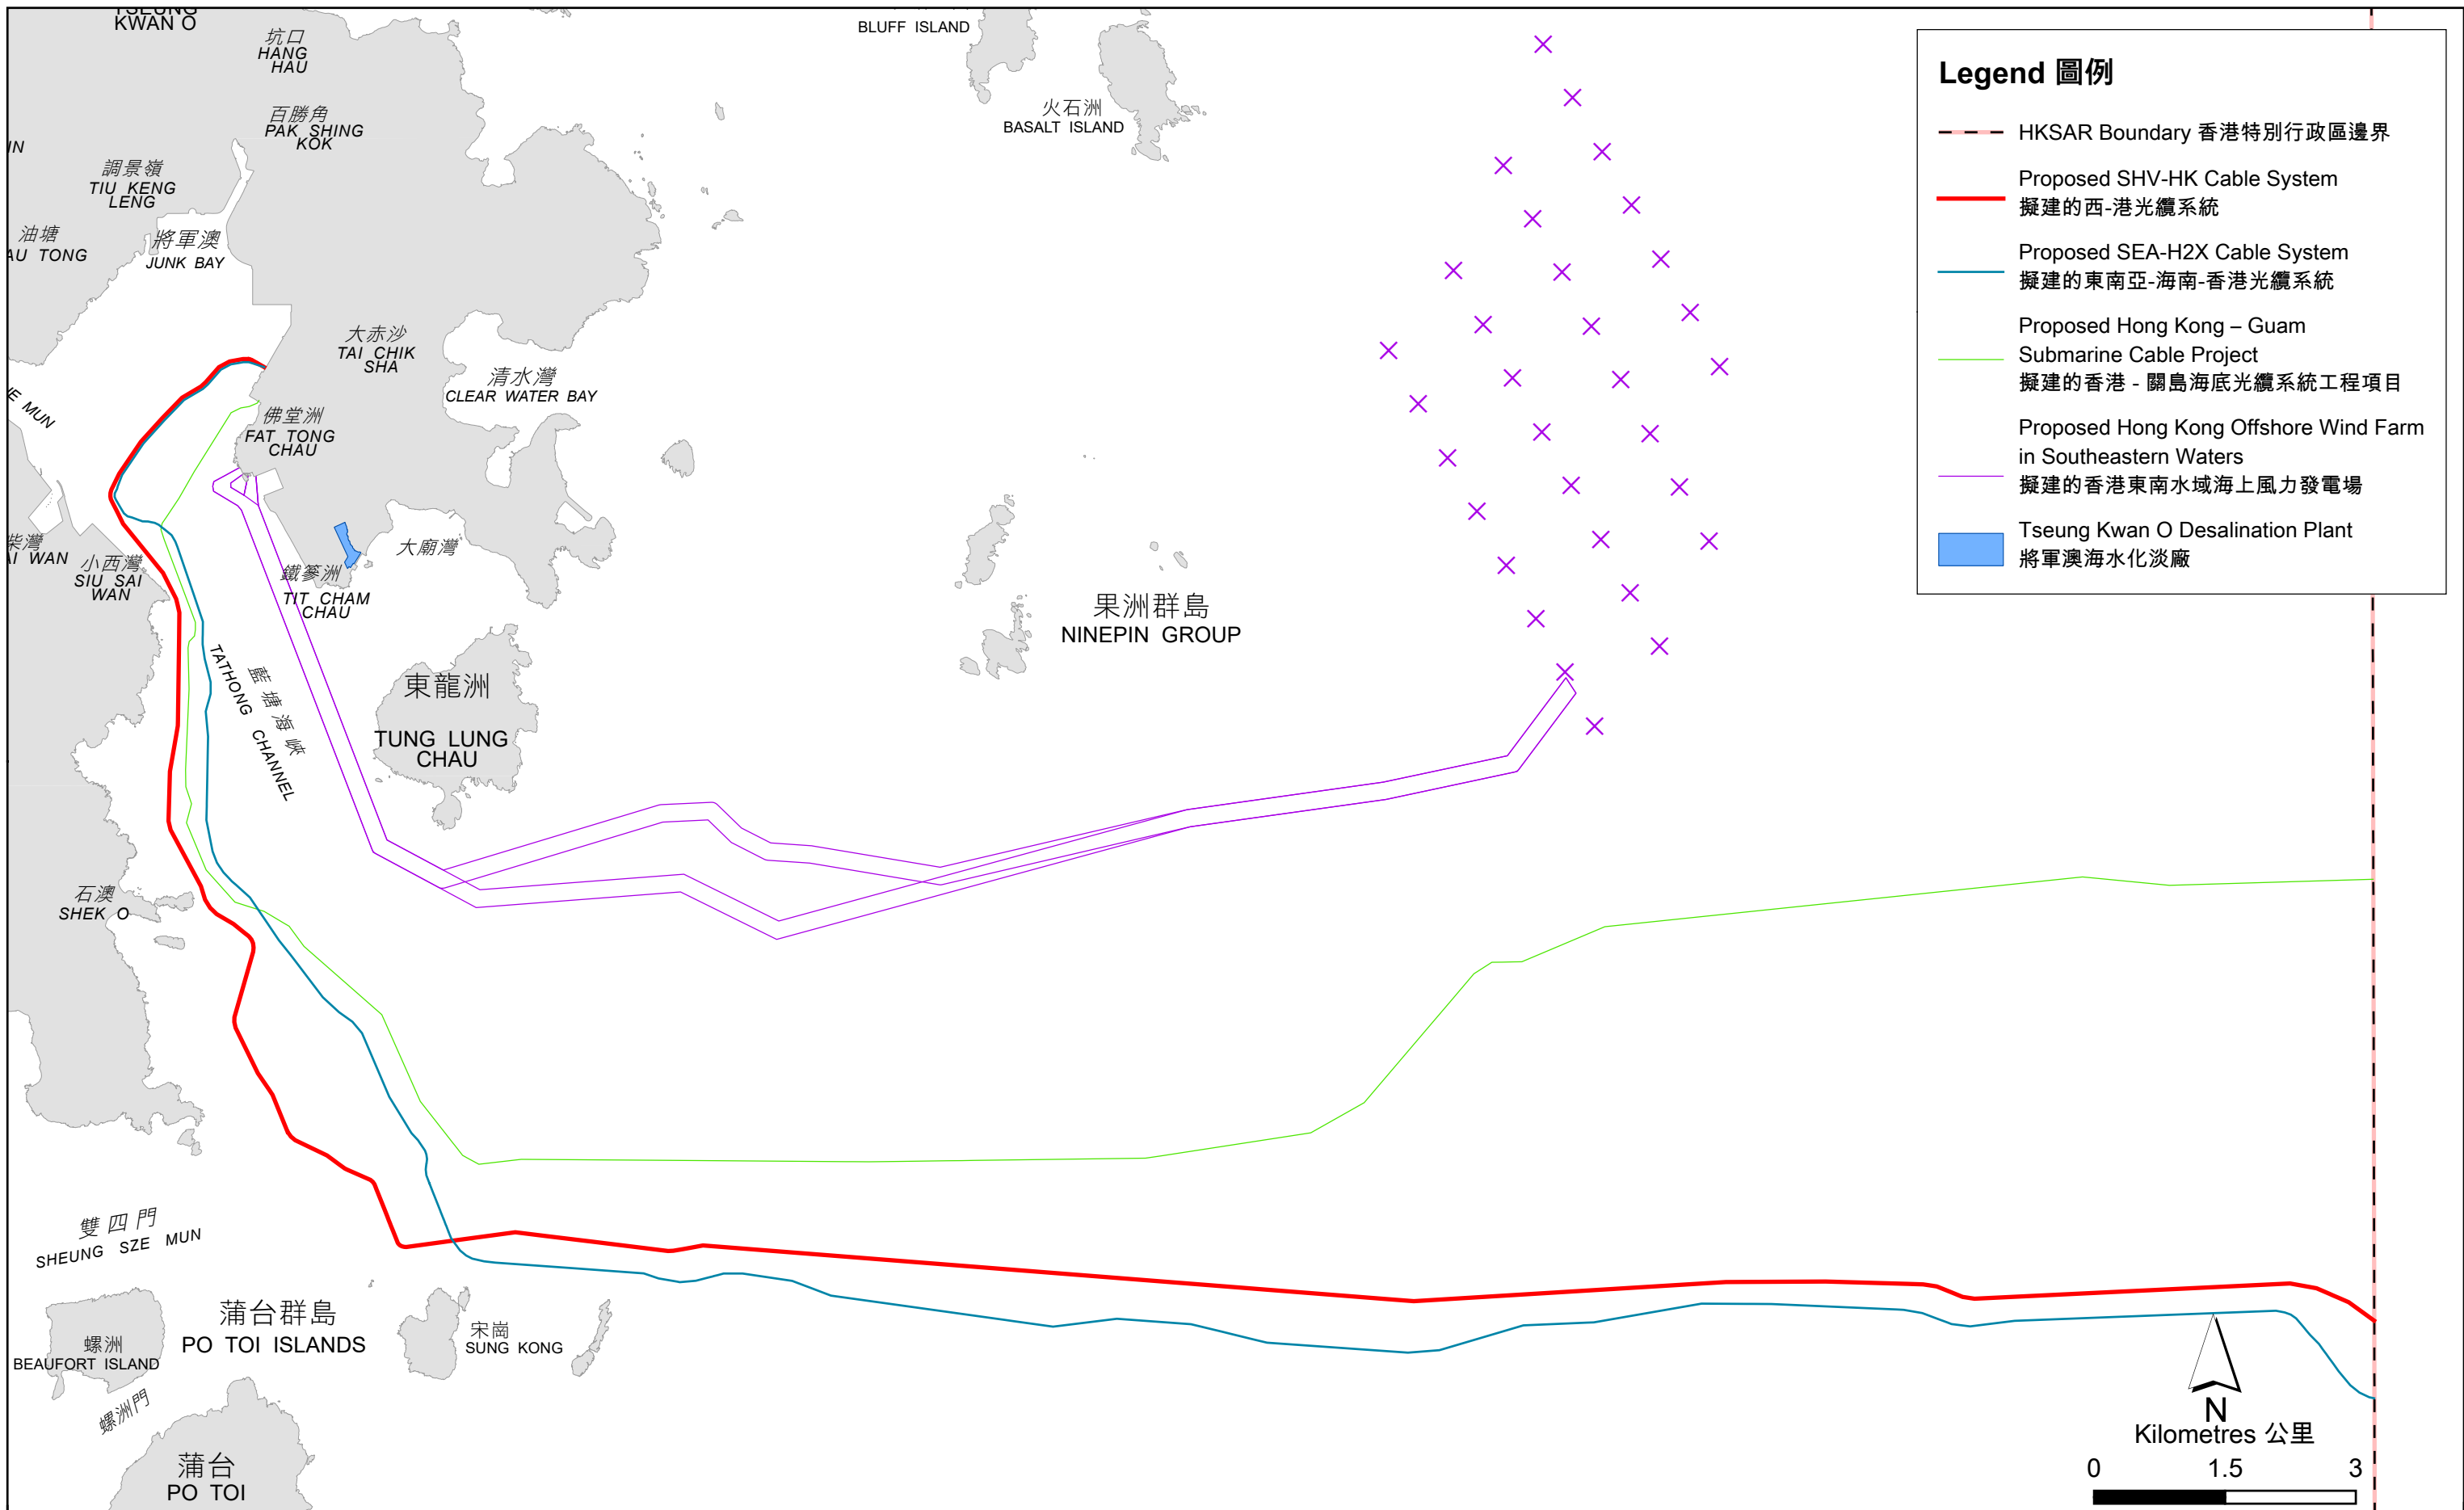 TSEUNG
KWAN O
坑口
HANG
HAU
百勝角
PAK SHING
KOK
調景嶺
TIU KENG
LENG
油塘
AU TONG
將軍澳
JUNK BAY
大赤沙
TAI CHIK
SHA
清水灣
CLEAR WATER BAY
佛堂洲
FAT TONG
CHAU
E MUN
柴灣
AI WAN
小西灣
SIU SAI
WAN
大廟灣
鐵篸洲
TIT CHAM
CHAU
藍塘海峽
TATHONG CHANNEL
東龍洲
TUNG LUNG
CHAU
石澳
SHEK O
雙四門
SHEUNG SZE MUN
螺洲
BEAUFORT ISLAND
蒲台群島
PO TOI ISLANDS
宋崗
SUNG KONG
螺洲門
蒲台
PO TOI
BLUFF ISLAND
火石洲
BASALT ISLAND
果洲群島
NINEPIN GROUP
Legend 圖例
HKSAR Boundary 香港特別行政區邊界
Proposed SHV-HK Cable System
擬建的西-港光纜系統
Proposed SEA-H2X Cable System
擬建的東南亞-海南-香港光纜系統
Proposed Hong Kong – Guam
Submarine Cable Project
擬建的香港 - 關島海底光纜系統工程項目
Proposed Hong Kong Offshore Wind Farm
in Southeastern Waters
擬建的香港東南水域海上風力發電場
Tseung Kwan O Desalination Plant
將軍澳海水化淡廠
N
Kilometres 公里
0 1.5 3